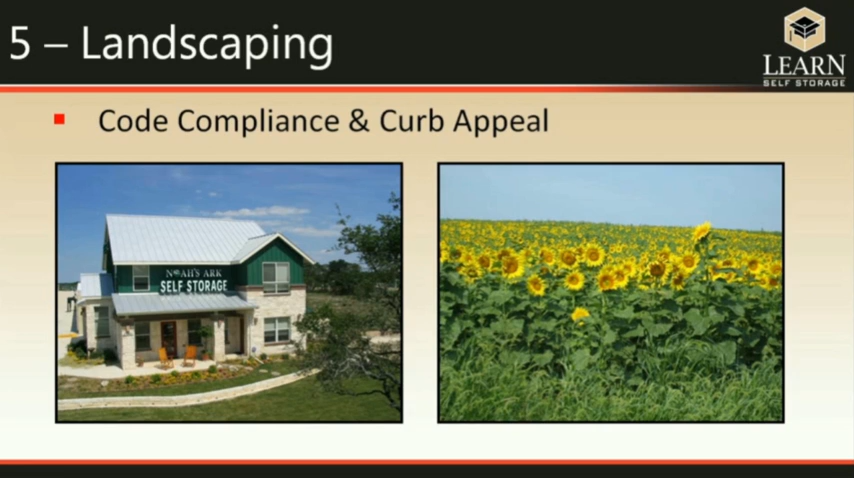 5 – Landscaping
LEARN
SELF STORAGE
Code Compliance & Curb Appeal
NOAH'S ARK
SELF STORAGE